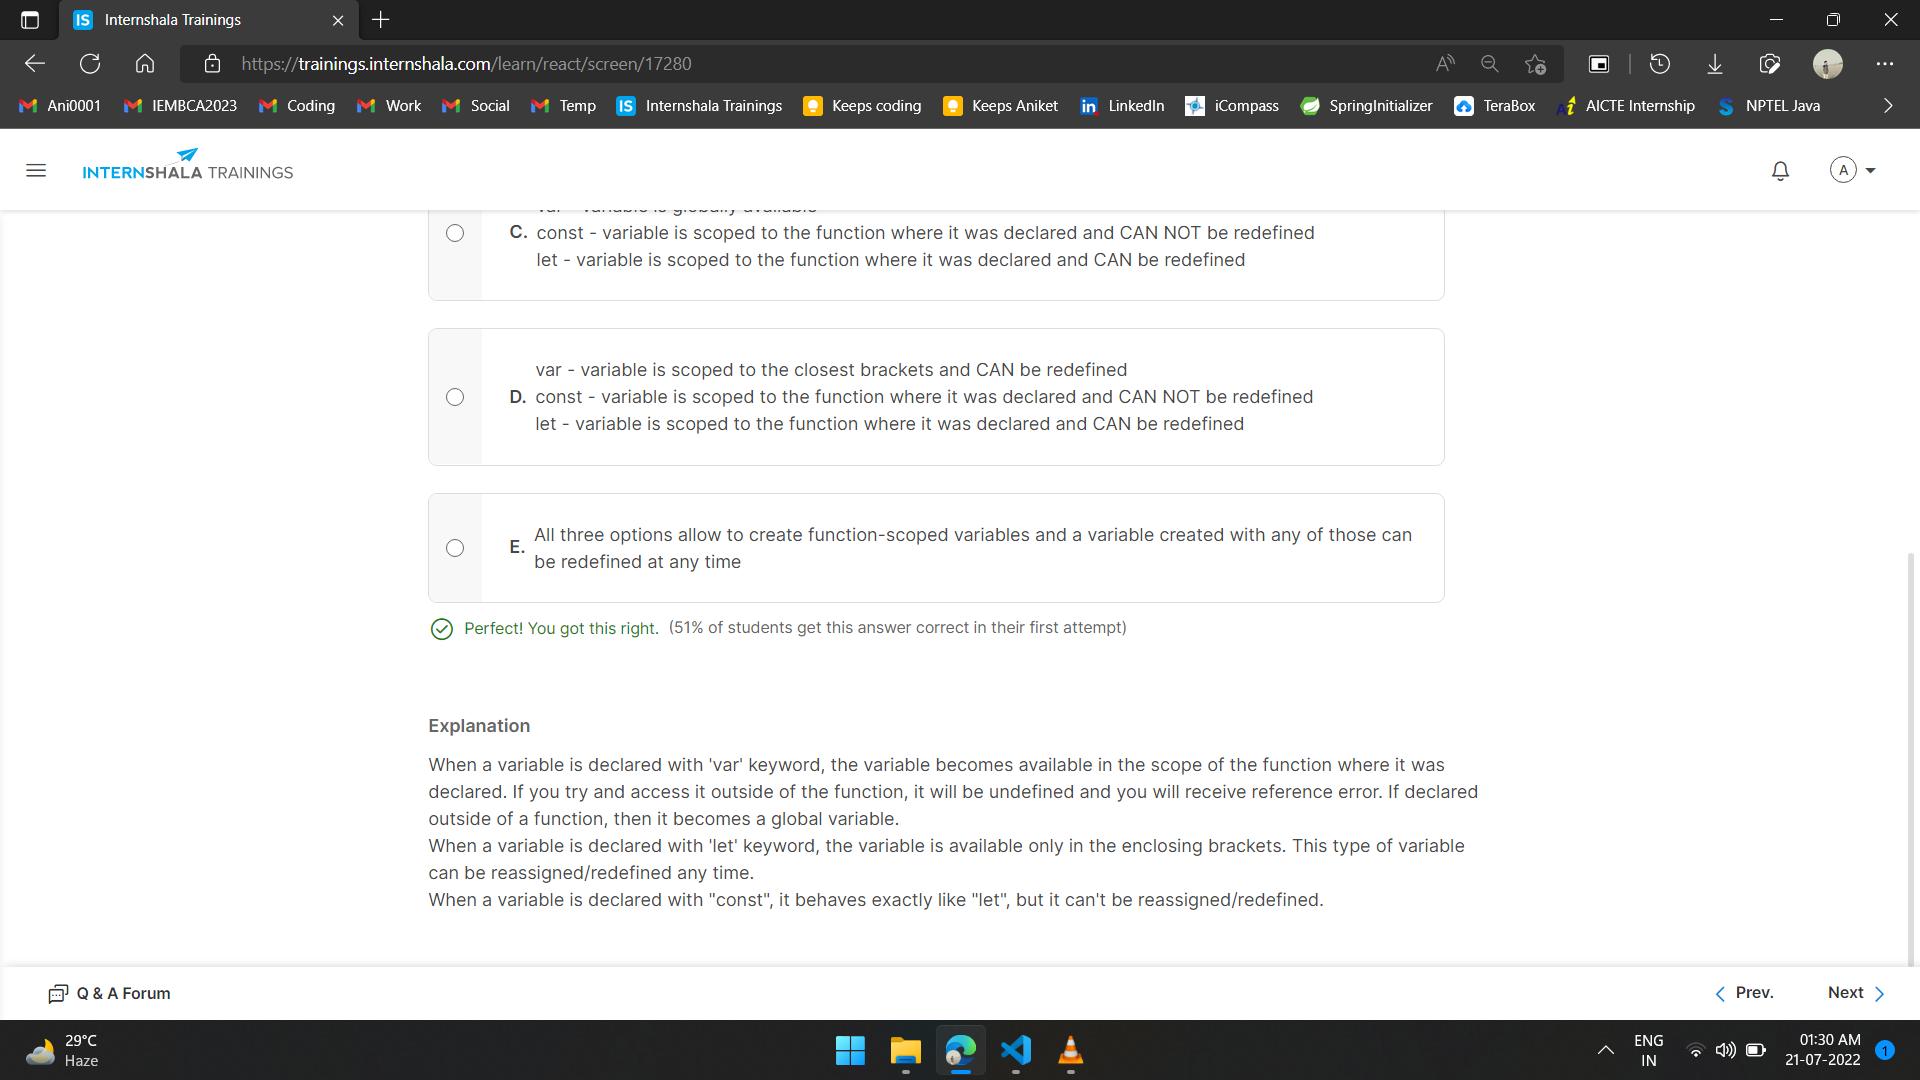 Internshala Trainings
https://trainings.internshala.com/learn/react/screen/17280
Ani0001 IEMBCA2023 Coding Work Social Temp IS Internshala Trainings Keeps coding Keeps Aniket LinkedIn iCompass SpringInitializer TeraBox AICTE Internship NPTEL Java
INTERNSHALA TRAININGS
A
var - variable is globally available
C. const - variable is scoped to the function where it was declared and CAN NOT be redefined
let - variable is scoped to the function where it was declared and CAN be redefined
var - variable is scoped to the closest brackets and CAN be redefined
D. const - variable is scoped to the function where it was declared and CAN NOT be redefined
let - variable is scoped to the function where it was declared and CAN be redefined
All three options allow to create function-scoped variables and a variable created with any of those can
E. be redefined at any time
Perfect! You got this right. (51% of students get this answer correct in their first attempt)
Explanation
When a variable is declared with 'var' keyword, the variable becomes available in the scope of the function where it was
declared. If you try and access it outside of the function, it will be undefined and you will receive reference error. If declared
outside of a function, then it becomes a global variable.
When a variable is declared with 'let' keyword, the variable is available only in the enclosing brackets. This type of variable
can be reassigned/redefined any time.
When a variable is declared with "const", it behaves exactly like "let", but it can't be reassigned/redefined.
Q & A Forum
Prev. Next
29°C
Haze
ENG
IN
01:30 AM
21-07-2022
1